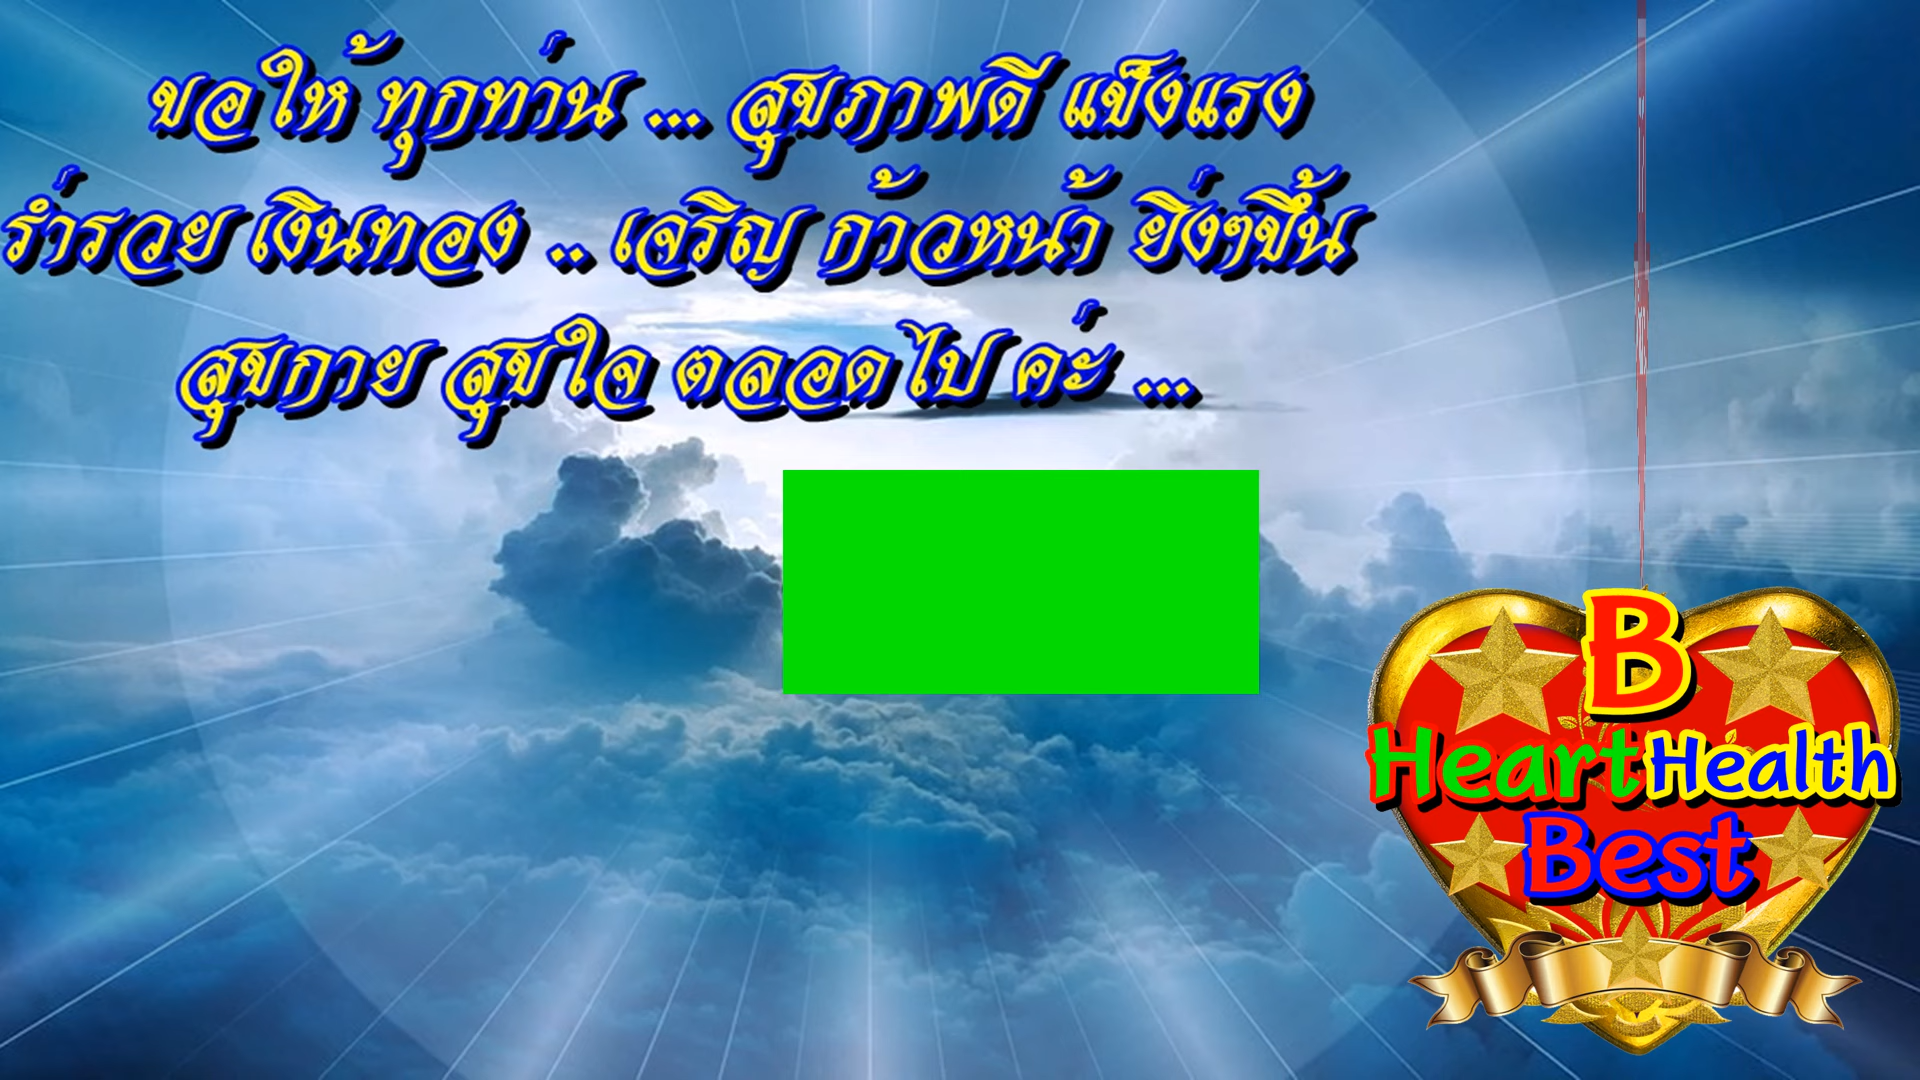 ขอให้ ทุกท่าน ... สุขภาพดี แข็งแรง
ร่ำรวย เงินทอง .. เจริญ ก้าวหน้า ยิ่งๆขึ้น
สุขกาย สุขใจ ตลอดไป ค่ะ ...
B
Heart Health
Best